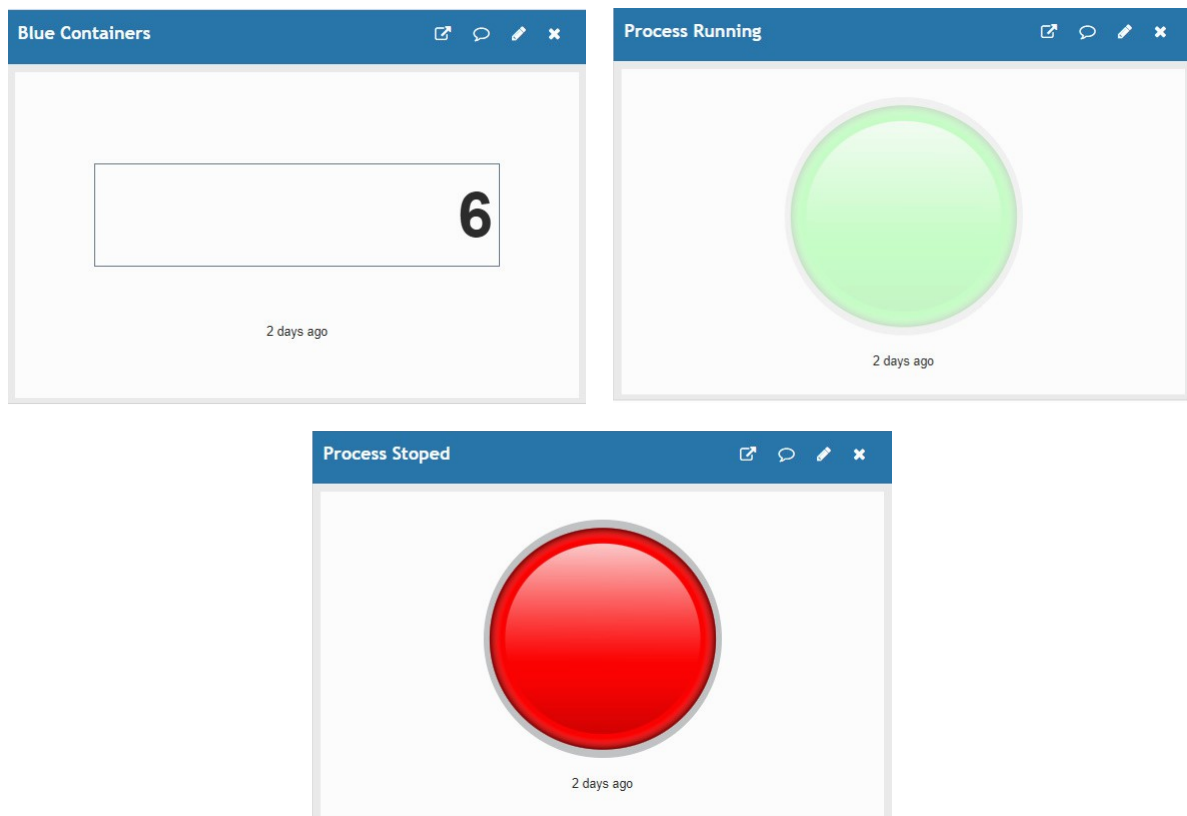 Blue Containers
6
2 days ago
Process Running
2 days ago
Process Stoped
2 days ago